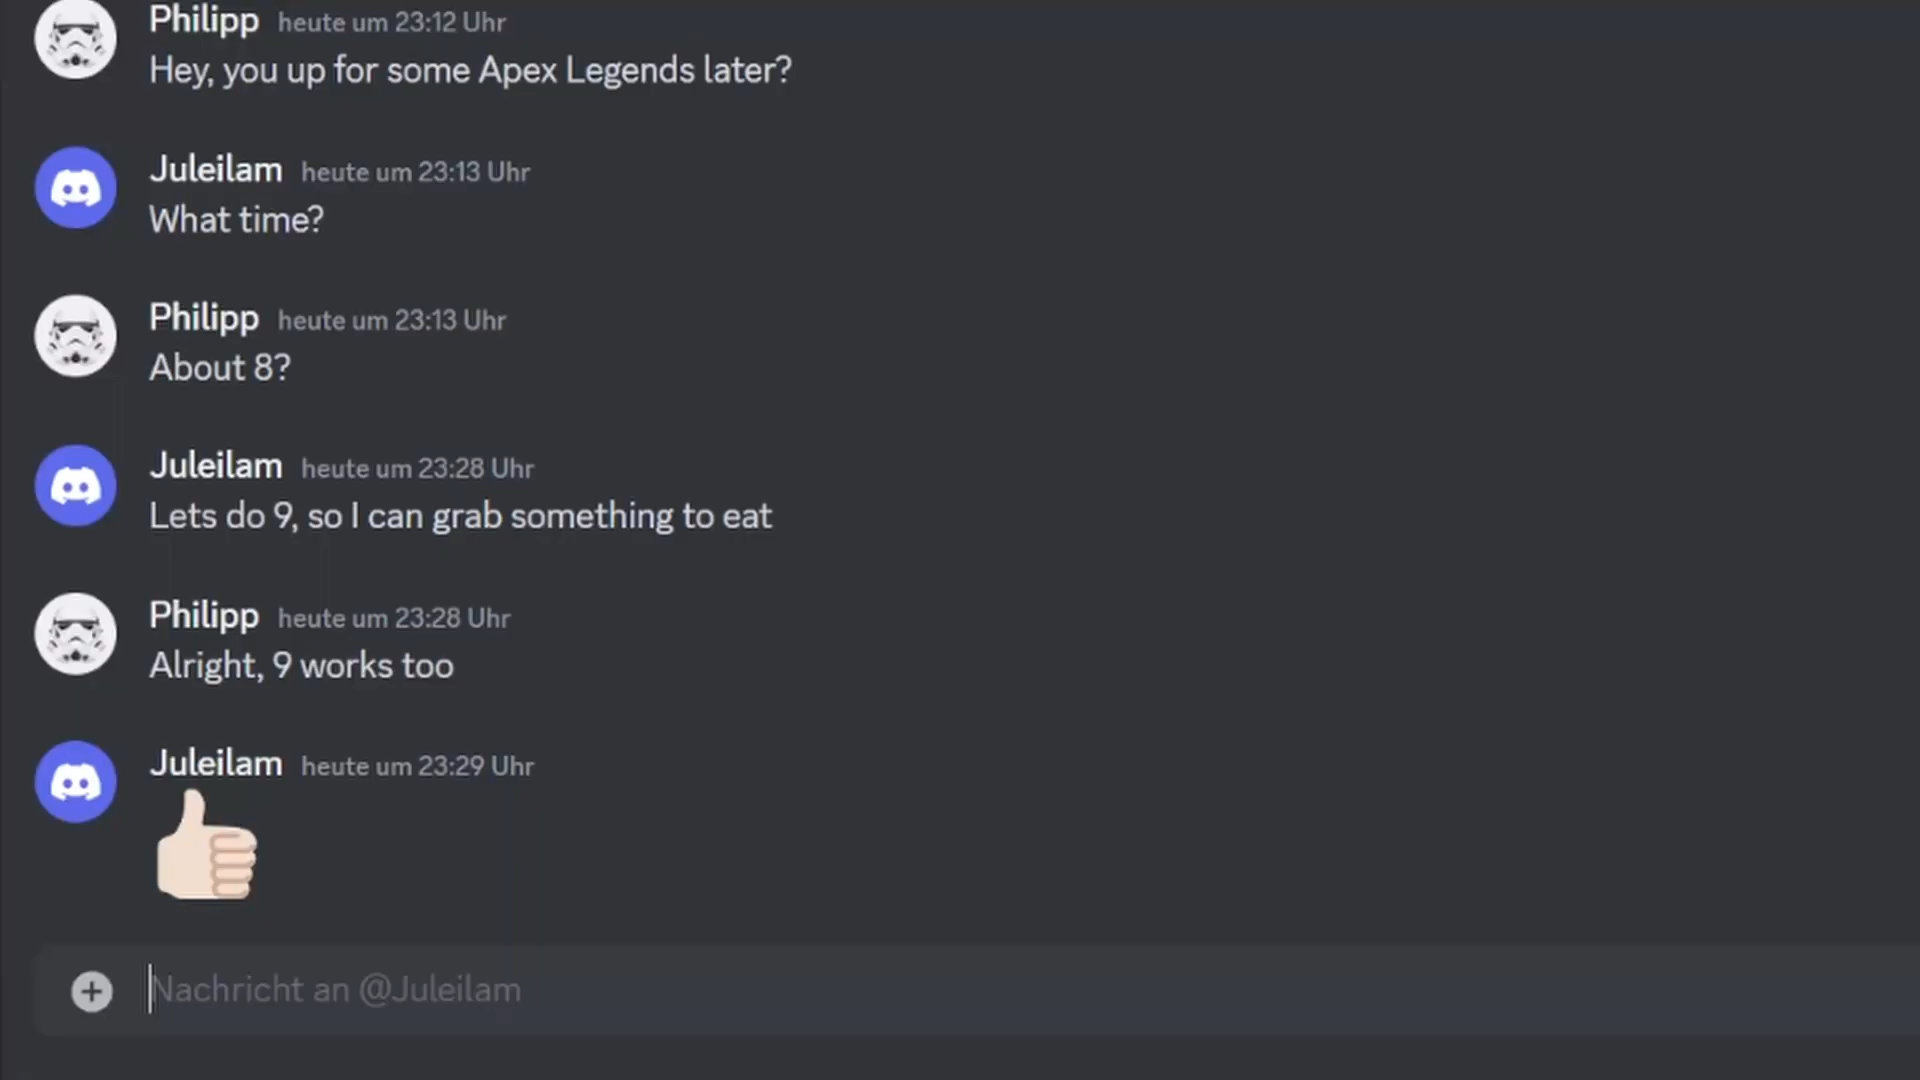 Philipp heute um 23:12 Uhr
Hey, you up for some Apex Legends later?
Juleilam heute um 23:13 Uhr
What time?
Philipp heute um 23:13 Uhr
About 8?
Juleilam heute um 23:28 Uhr
Lets do 9, so I can grab something to eat
Philipp heute um 23:28 Uhr
Alright, 9 works too
Juleilam heute um 23:29 Uhr
Nachricht an @Juleilam